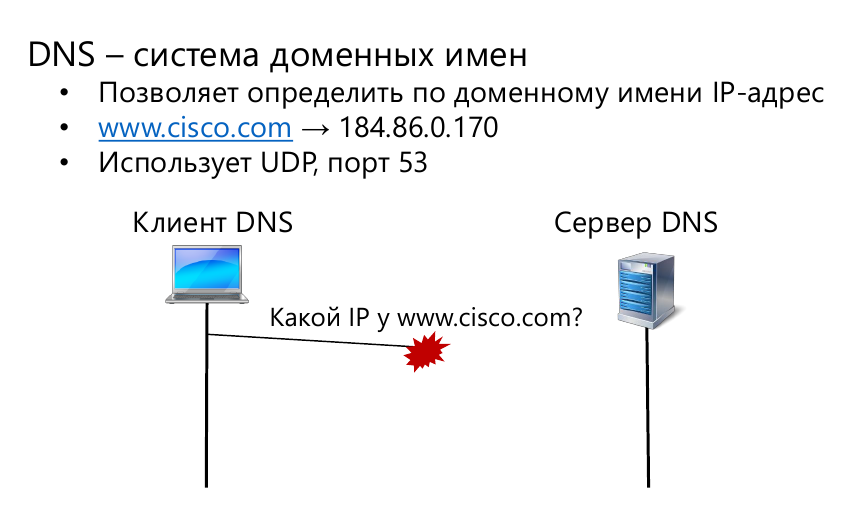 DNS – система доменных имен
• Позволяет определить по доменному имени IP-адрес
• www.cisco.com → 184.86.0.170
• Использует UDP, порт 53
Клиент DNS
Сервер DNS
Какой IP у www.cisco.com?